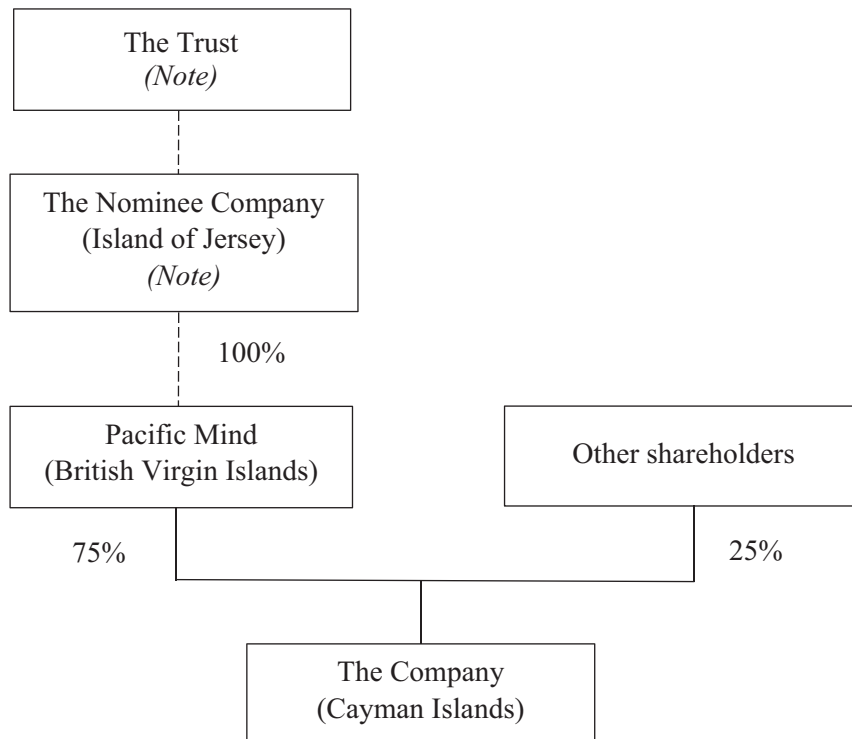 The Trust
(Note)
The Nominee Company
(Island of Jersey)
(Note)
100%
Pacific Mind
(British Virgin Islands)
Other shareholders
75%
25%
The Company
(Cayman Islands)